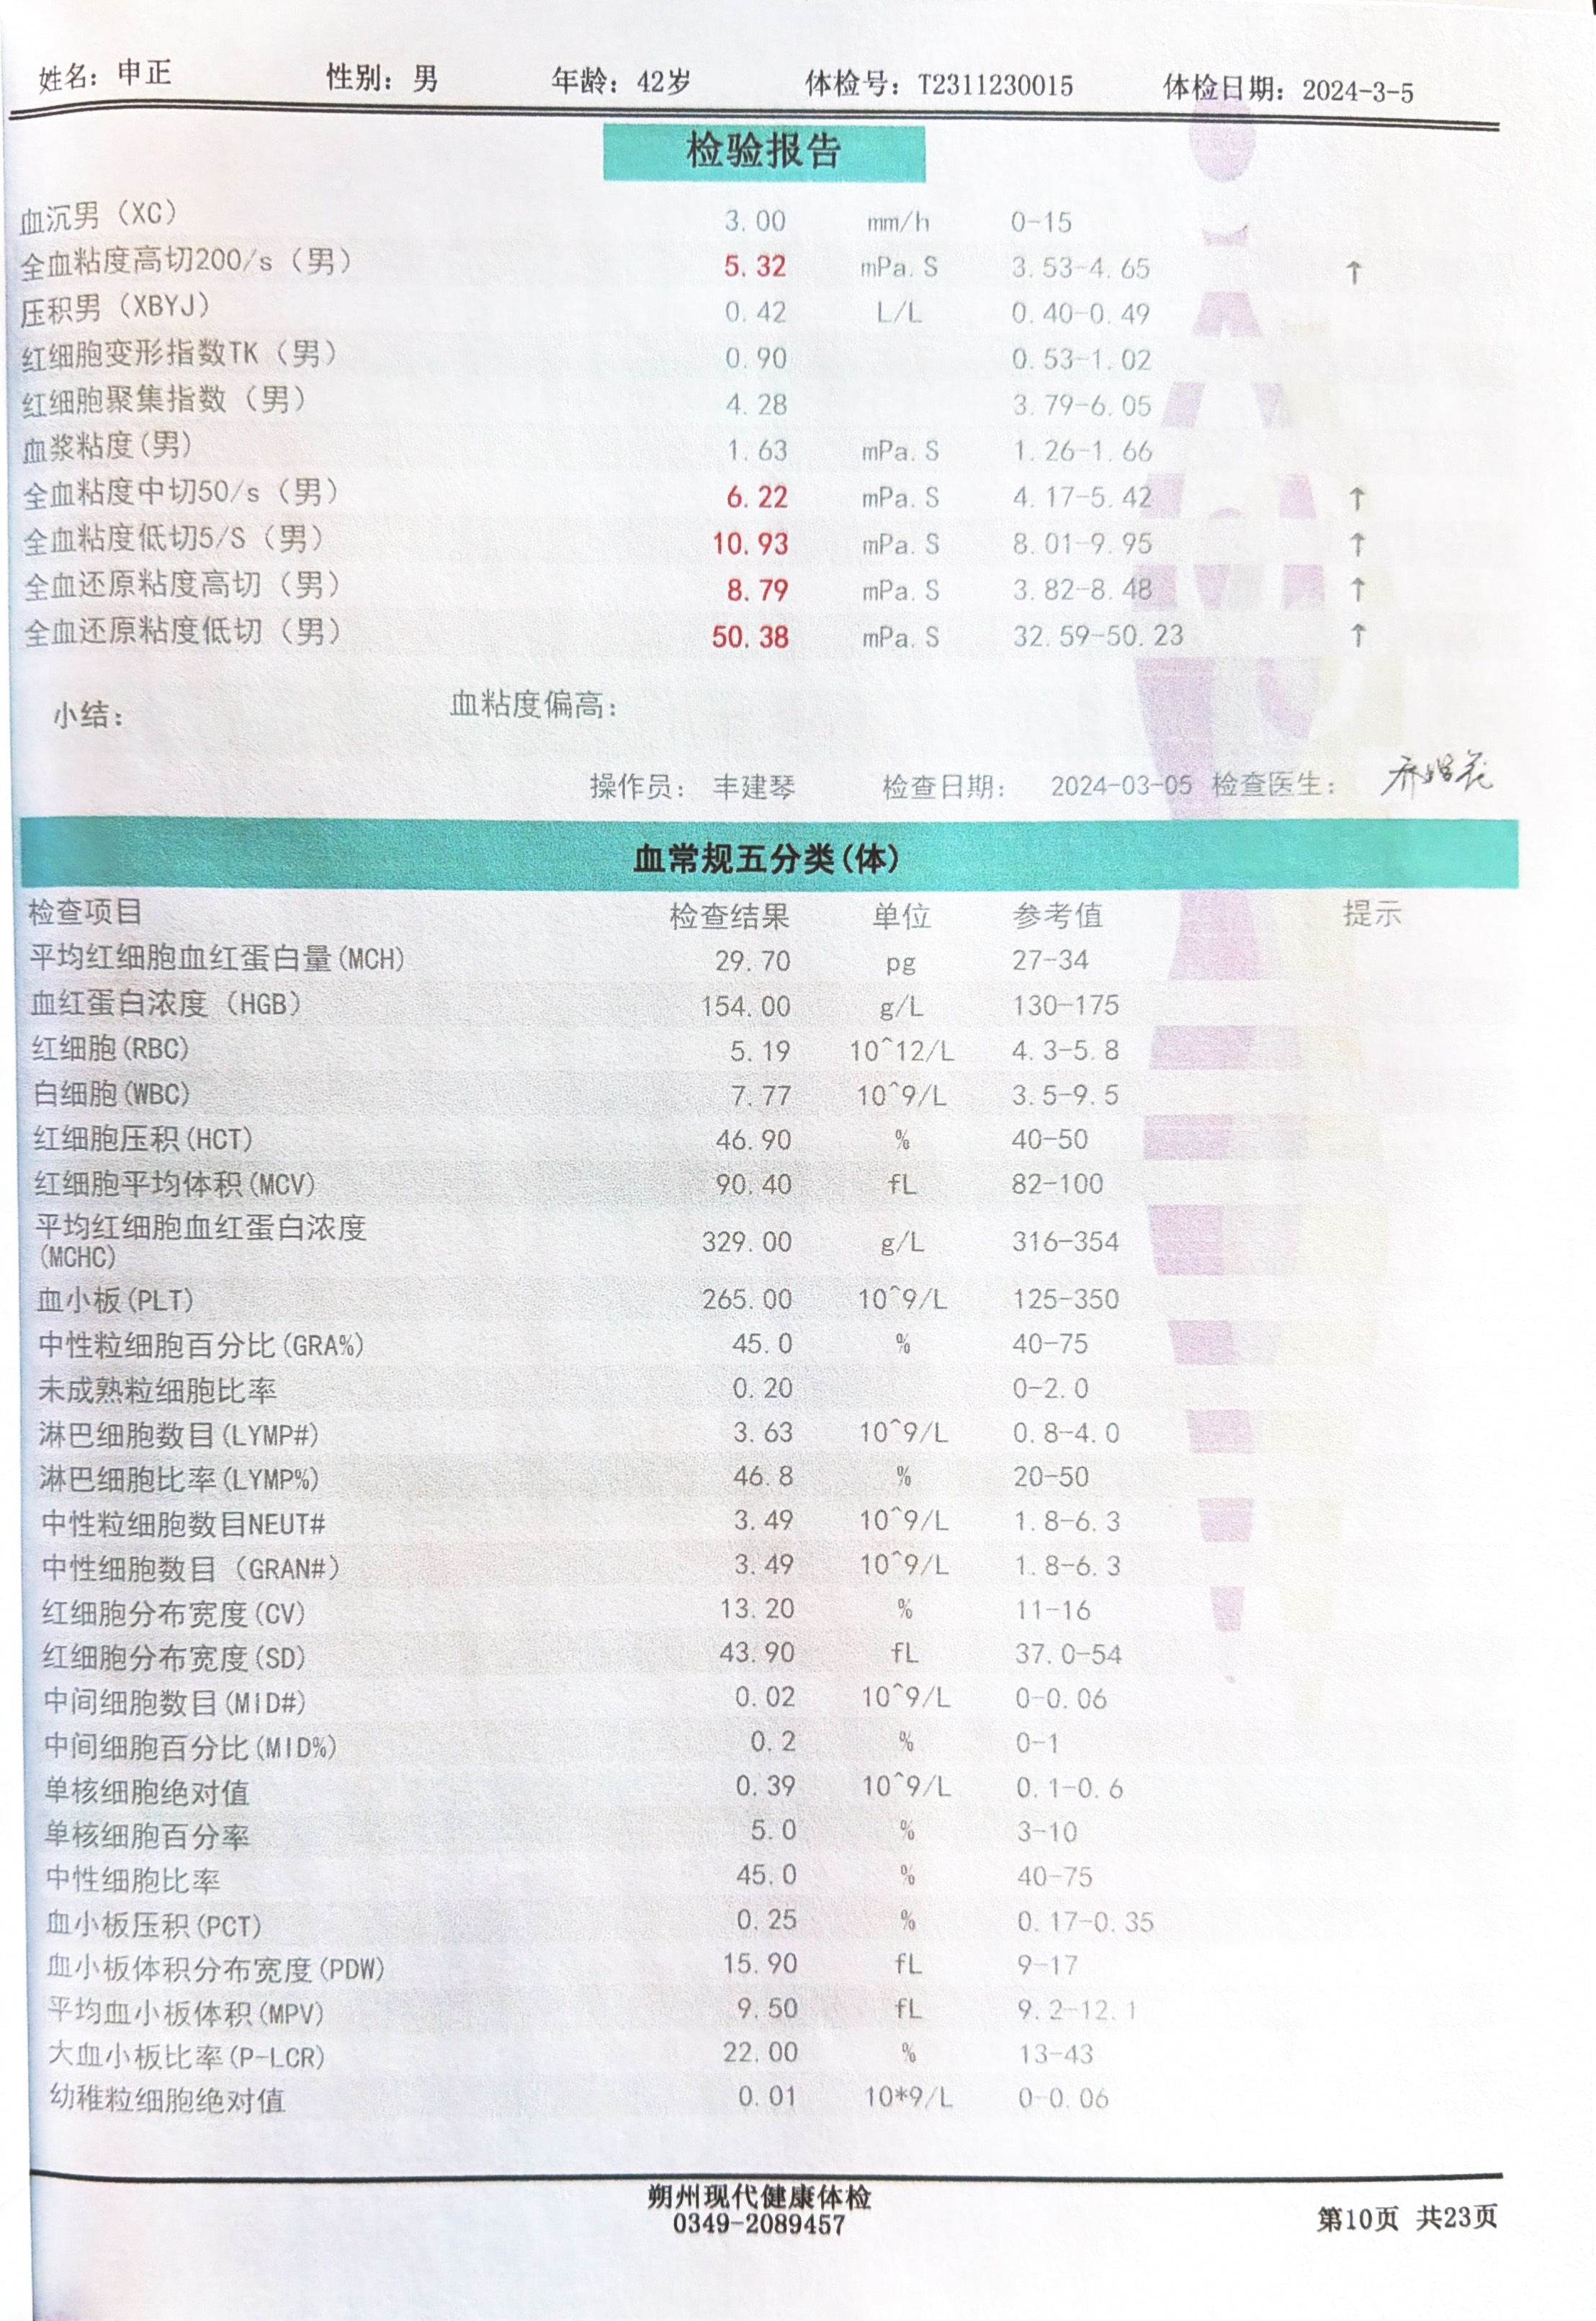 姓名：申正 性别：男 年龄：42岁 体检号：T2311230015 体检日期：2024-3-5
检验报告
血沉男（XC） 3.00 mm/h 0-15
全血粘度高切200/s（男） 5.32 mPa.S 3.53-4.65 ↑
压积男（XBYJ） 0.42 L/L 0.40-0.49
红细胞变形指数TK（男） 0.90 0.53-1.02
红细胞聚集指数（男） 4.28 3.79-6.05
血浆粘度(男) 1.63 mPa.S 1.26-1.66
全血粘度中切50/s（男） 6.22 mPa.S 4.17-5.42 ↑
全血粘度低切5/S（男） 10.93 mPa.S 8.01-9.95 ↑
全血还原粘度高切（男） 8.79 mPa.S 3.82-8.48 ↑
全血还原粘度低切（男） 50.38 mPa.S 32.59-50.23 ↑
小结： 血粘度偏高：
操作员： 丰建琴 检查日期： 2024-03-05 检查医生：
血常规五分类(体)
检查项目 检查结果 单位 参考值 提示
平均红细胞血红蛋白量(MCH) 29.70 pg 27-34
血红蛋白浓度（HGB） 154.00 g/L 130-175
红细胞(RBC) 5.19 10^12/L 4.3-5.8
白细胞(WBC) 7.77 10^9/L 3.5-9.5
红细胞压积(HCT) 46.90 % 40-50
红细胞平均体积(MCV) 90.40 fL 82-100
平均红细胞血红蛋白浓度
(MCHC) 329.00 g/L 316-354
血小板(PLT) 265.00 10^9/L 125-350
中性粒细胞百分比(GRA%) 45.0 % 40-75
未成熟粒细胞比率 0.20 0-2.0
淋巴细胞数目(LYMP#) 3.63 10^9/L 0.8-4.0
淋巴细胞比率(LYMP%) 46.8 % 20-50
中性粒细胞数目NEUT# 3.49 10^9/L 1.8-6.3
中性细胞数目（GRAN#） 3.49 10^9/L 1.8-6.3
红细胞分布宽度(CV) 13.20 % 11-16
红细胞分布宽度(SD) 43.90 fL 37.0-54
中间细胞数目(MID#) 0.02 10^9/L 0-0.06
中间细胞百分比(MID%) 0.2 % 0-1
单核细胞绝对值 0.39 10^9/L 0.1-0.6
单核细胞百分率 5.0 % 3-10
中性细胞比率 45.0 % 40-75
血小板压积(PCT) 0.25 % 0.17-0.35
血小板体积分布宽度(PDW) 15.90 fL 9-17
平均血小板体积(MPV) 9.50 fL 9.2-12.1
大血小板比率(P-LCR) 22.00 % 13-43
幼稚粒细胞绝对值 0.01 10*9/L 0-0.06
朔州现代健康体检
0349-2089457
第10页 共23页